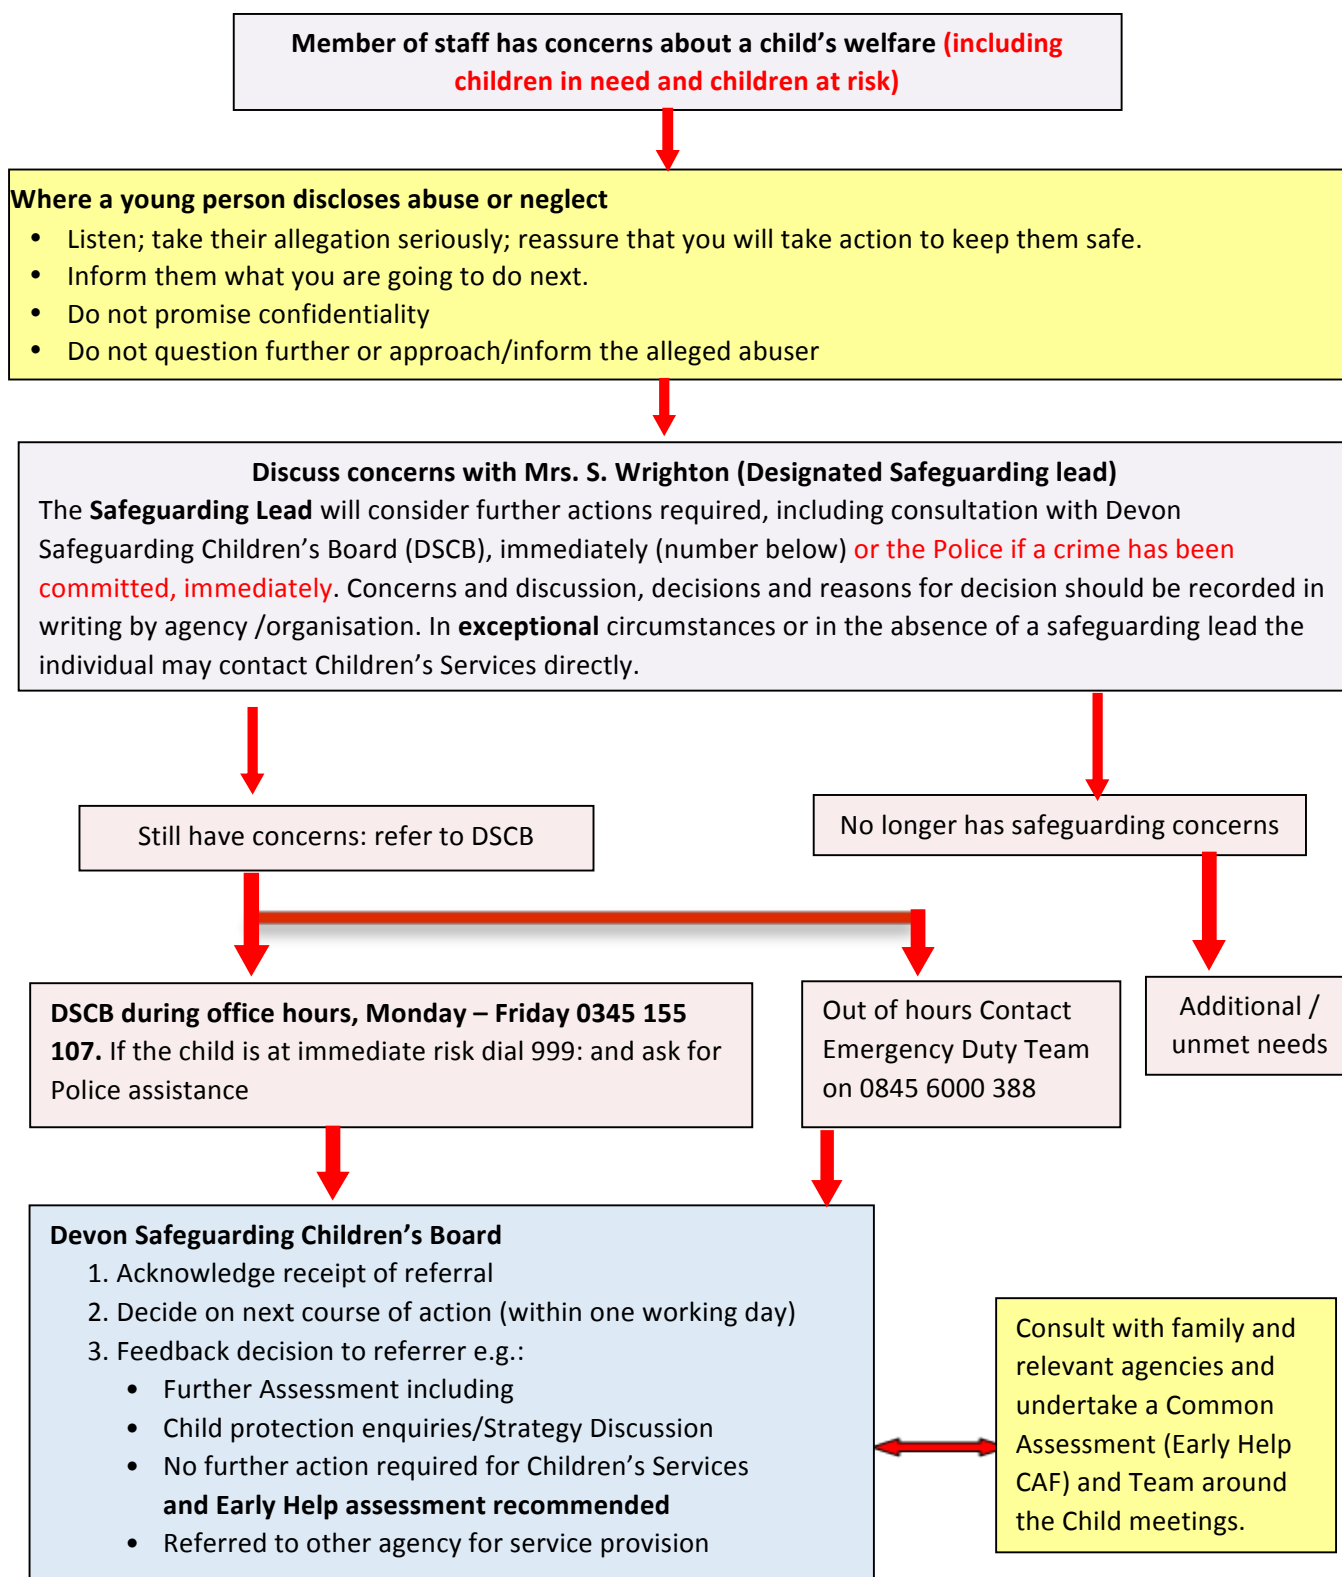 Member of staff has concerns about a child’s welfare (including
children in need and children at risk)
Where a young person discloses abuse or neglect
• Listen; take their allegation seriously; reassure that you will take action to keep them safe.
• Inform them what you are going to do next.
• Do not promise confidentiality
• Do not question further or approach/inform the alleged abuser
Discuss concerns with Mrs. S. Wrighton (Designated Safeguarding lead)
The Safeguarding Lead will consider further actions required, including consultation with Devon
Safeguarding Children’s Board (DSCB), immediately (number below) or the Police if a crime has been
committed, immediately. Concerns and discussion, decisions and reasons for decision should be recorded in
writing by agency /organisation. In exceptional circumstances or in the absence of a safeguarding lead the
individual may contact Children’s Services directly.
Still have concerns: refer to DSCB
No longer has safeguarding concerns
DSCB during office hours, Monday – Friday 0345 155
107. If the child is at immediate risk dial 999: and ask for
Police assistance
Out of hours Contact
Emergency Duty Team
on 0845 6000 388
Additional /
unmet needs
Devon Safeguarding Children’s Board
1. Acknowledge receipt of referral
2. Decide on next course of action (within one working day)
3. Feedback decision to referrer e.g.:
• Further Assessment including
• Child protection enquiries/Strategy Discussion
• No further action required for Children’s Services
and Early Help assessment recommended
• Referred to other agency for service provision
Consult with family and
relevant agencies and
undertake a Common
Assessment (Early Help
CAF) and Team around
the Child meetings.